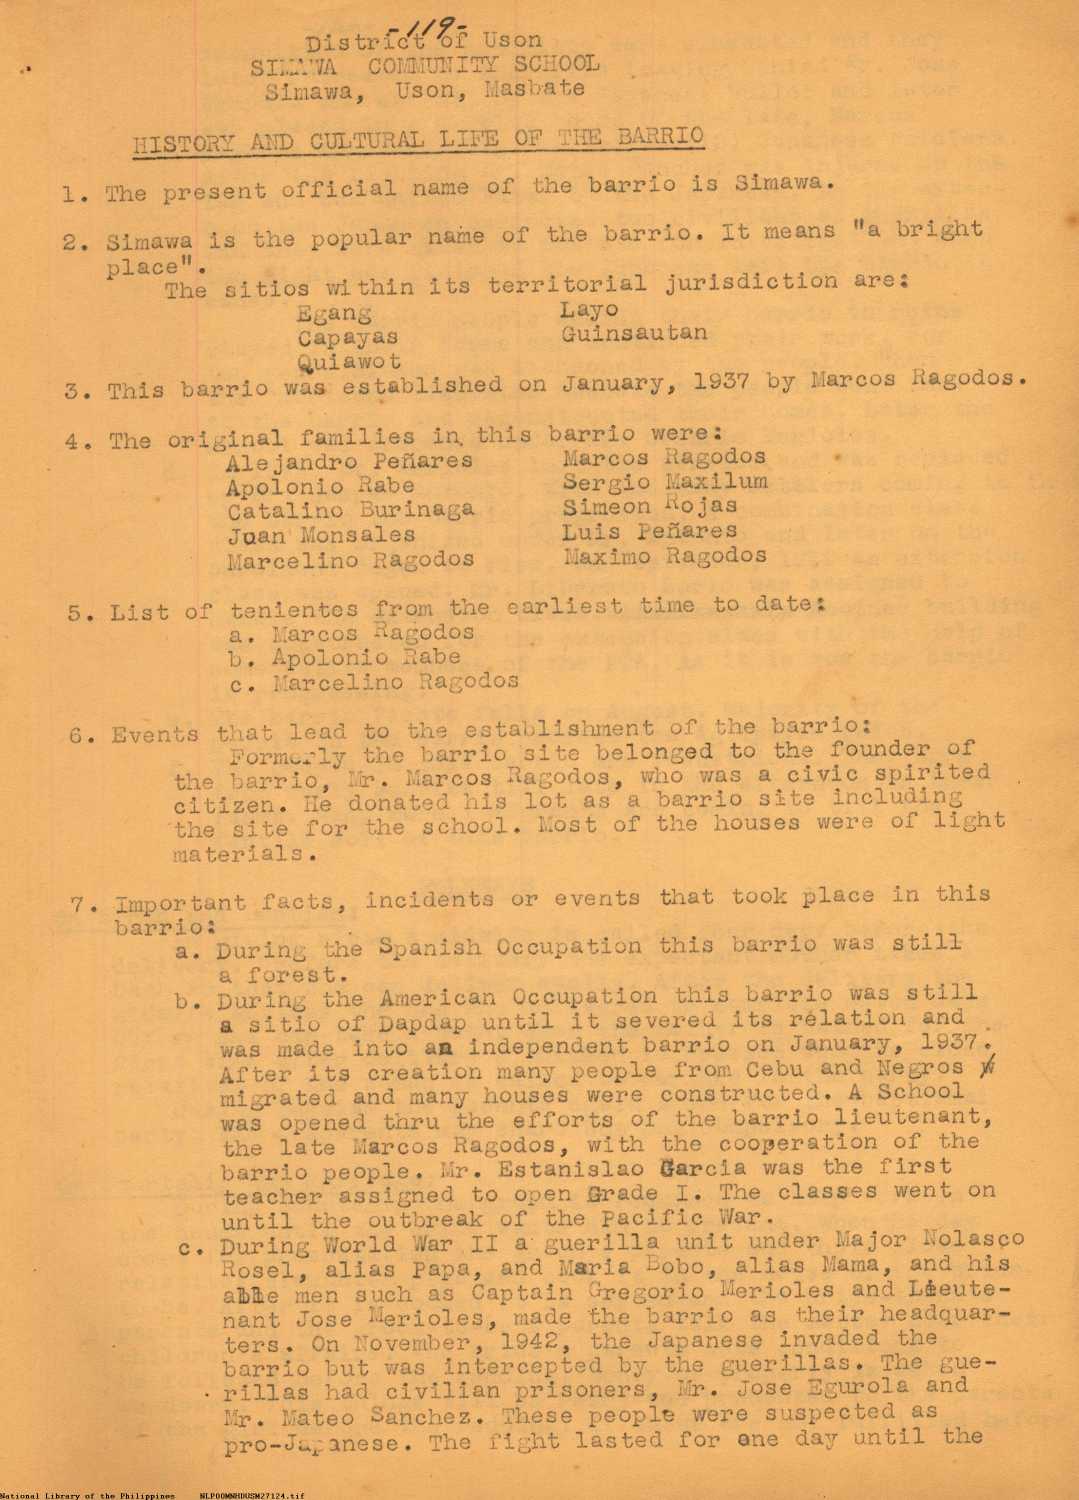 -119-
District of Uson
SIMAWA COMMUNITY SCHOOL
Simawa, Uson, Masbate
HISTORY AND CULTURAL LIFE OF THE BARRIO
1. The present official name of the barrio is Simawa.
2. Simawa is the popular name of the barrio. It means "a bright
place".
The sitios within its territorial jurisdiction are:
Egang Layo
Capayas Guinsautan
Quiawot
3. This barrio was established on January, 1937 by Marcos Ragodos.
4. The original families in this barrio were:
Alejandro Peñares Marcos Ragodos
Apolonio Rabe Sergio Maxilum
Catalino Burinaga Simeon Rojas
Juan Monsales Luis Peñares
Marcelino Ragodos Maximo Ragodos
5. List of tenientes from the earliest time to date:
a. Marcos Ragodos
b. Apolonio Rabe
c. Marcelino Ragodos
6. Events that lead to the establishment of the barrio:
Formerly the barrio site belonged to the founder of
the barrio, Mr. Marcos Ragodos, who was a civic spirited
citizen. He donated his lot as a barrio site including
the site for the school. Most of the houses were of light
materials.
7. Important facts, incidents or events that took place in this
barrio:
a. During the Spanish Occupation this barrio was still
a forest.
b. During the American Occupation this barrio was still
a sitio of Dapdap until it severed its relation and
was made into an independent barrio on January, 1937.
After its creation many people from Cebu and Negros
migrated and many houses were constructed. A School
was opened thru the efforts of the barrio lieutenant,
the late Marcos Ragodos, with the cooperation of the
barrio people. Mr. Estanislao Garcia was the first
teacher assigned to open Grade I. The classes went on
until the outbreak of the Pacific War.
c. During World War II a guerilla unit under Major Nolasco
Rosel, alias Papa, and Maria Bobo, alias Mama, and his
able men such as Captain Gregorio Merioles and Lieute-
nant Jose Merioles, made the barrio as their headquar-
ters. On November, 1942, the Japanese invaded the
barrio but was intercepted by the guerillas. The gue-
rillas had civilian prisoners, Mr. Jose Egurola and
Mr. Mateo Sanchez. These people were suspected as
pro-Japanese. The fight lasted for one day until the
National Library of the Philippines NLPOOMNHDUSM27124.tif